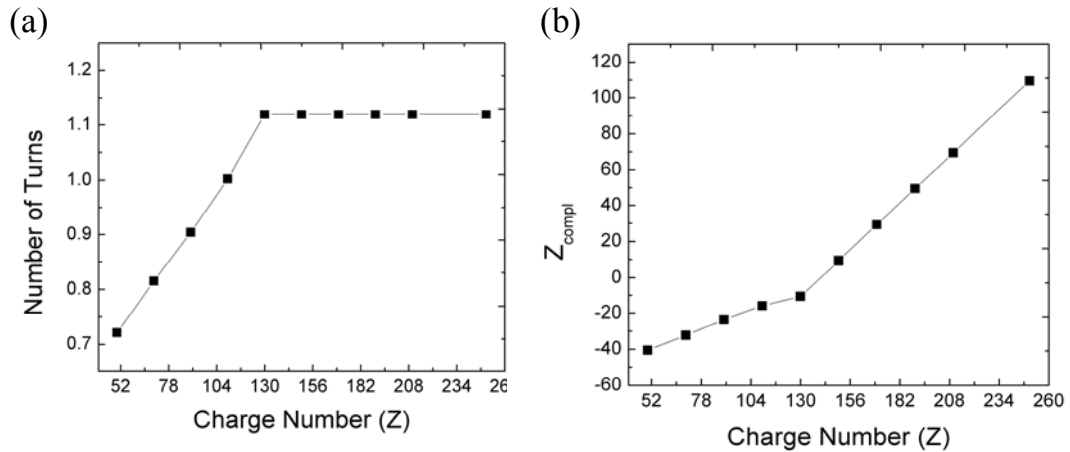 (a)
(b)
1.2
1.1
1.0
0.9
0.8
0.7
Number of Turns
52 78 104 130 156 182 208 234 26
Charge Number (Z)
120
100
80
60
40
20
0
-20
-40
-60
Zcompl
52 78 104 130 156 182 208 234 260
Charge Number (Z)